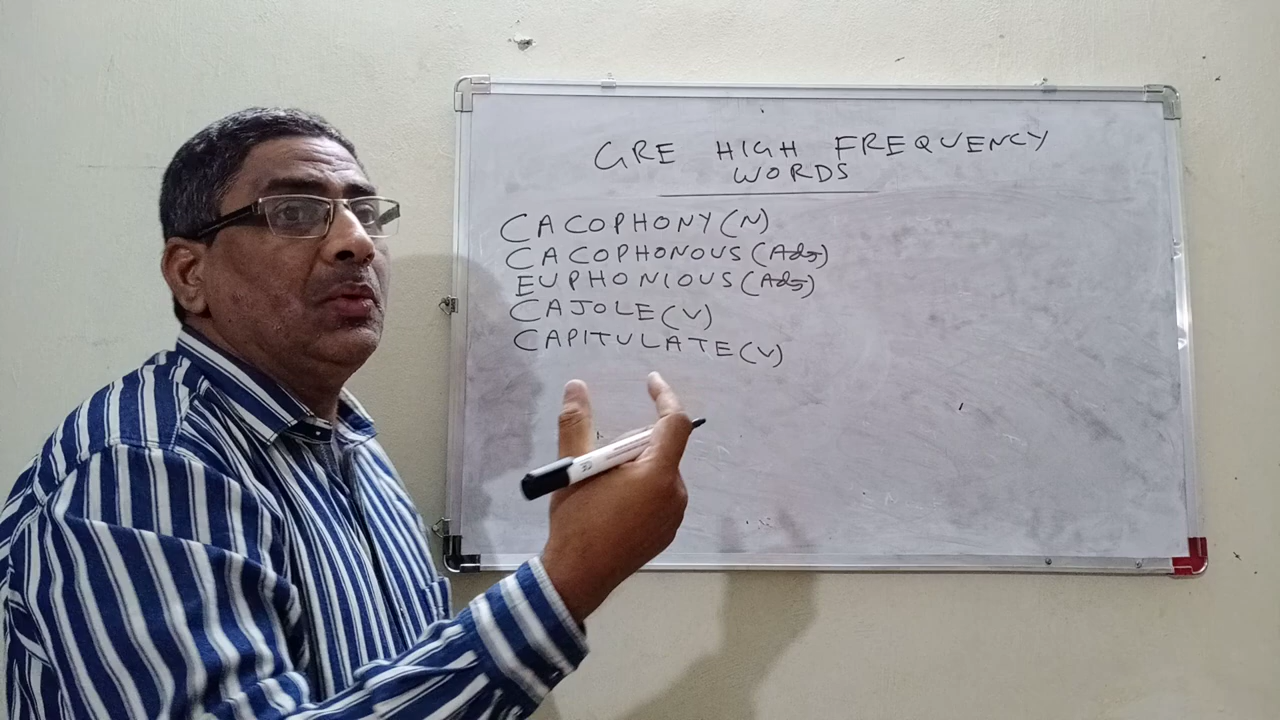 GRE HIGH FREQUENCY
WORDS
CACOPHONY (N)
CACOPHONOUS (Adj)
EUPHONIOUS (Adj)
CAJOLE (V)
CAPITULATE (V)